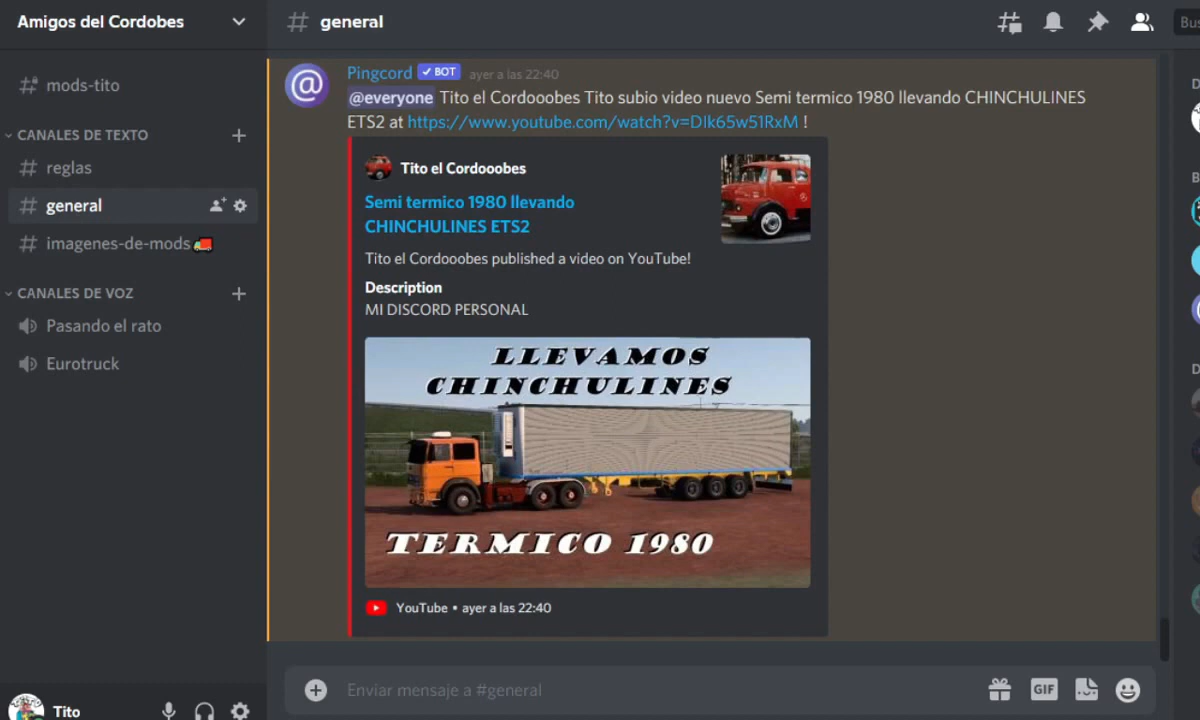 Amigos del Cordobes
general
mods-tito
CANALES DE TEXTO
reglas
general
imagenes-de-mods
CANALES DE VOZ
Pasando el rato
Eurotruck
Tito
Pingcord BOT ayer a las 22:40
@everyone Tito el Cordooobes Tito subio video nuevo Semi termico 1980 llevando CHINCHULINES
ETS2 at https://www.youtube.com/watch?v=DIk65w51RxM !
Tito el Cordooobes
Semi termico 1980 llevando
CHINCHULINES ETS2
Tito el Cordooobes published a video on YouTube!
Description
MI DISCORD PERSONAL
LLEVAMOS
CHINCHULINES
TERMICO 1980
YouTube • ayer a las 22:40
Enviar mensaje a #general
GIF
Bus